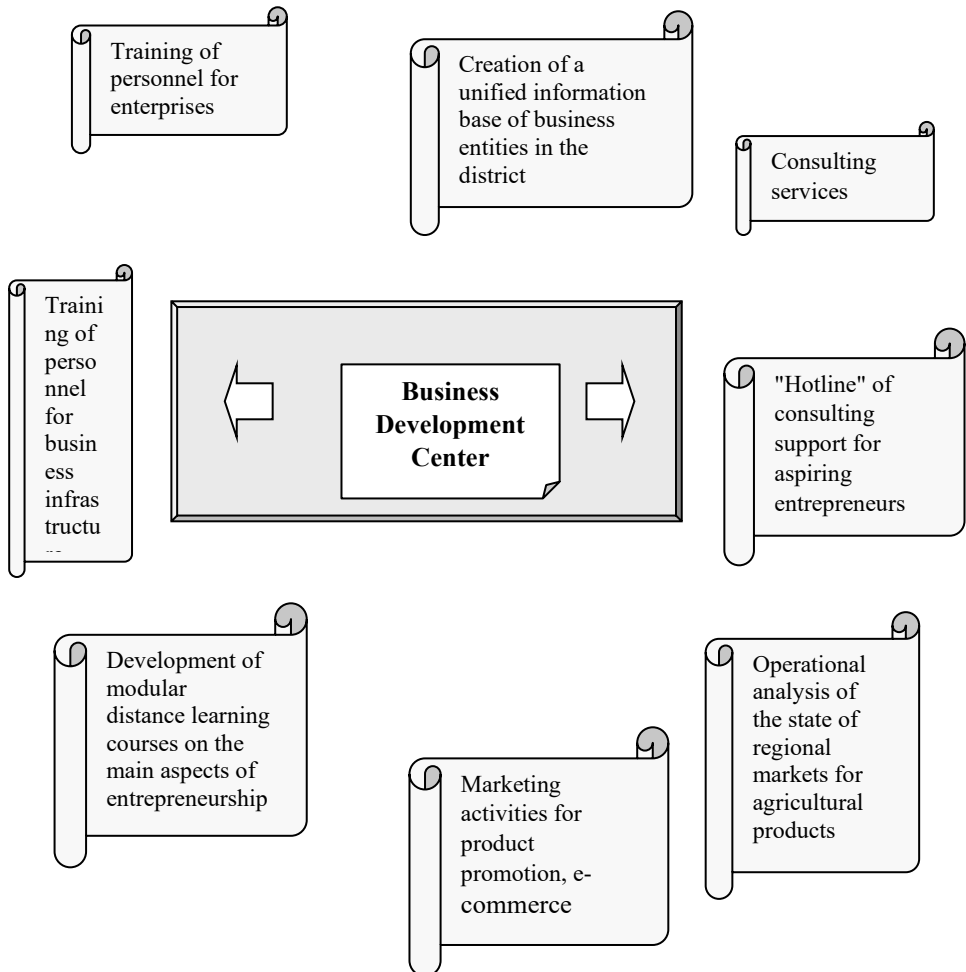 Training of
personnel for
enterprises
Creation of a
unified information
base of business
entities in the
district
Consulting
services
Traini
ng of
perso
nnel
for
busin
ess
infras
tructu
Business
Development
Center
"Hotline" of
consulting
support for
aspiring
entrepreneurs
Development of
modular
distance learning
courses on the
main aspects of
entrepreneurship
Marketing
activities for
product
promotion, e-
commerce
Operational
analysis of
the state of
regional
markets for
agricultural
products